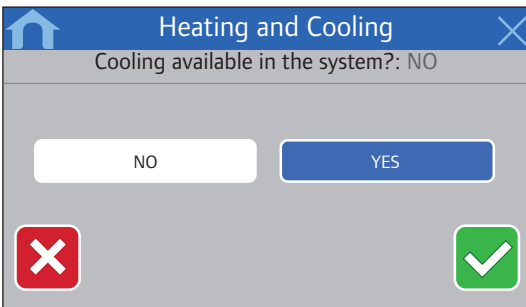 Heating and Cooling
Cooling available in the system?: NO
NO
YES